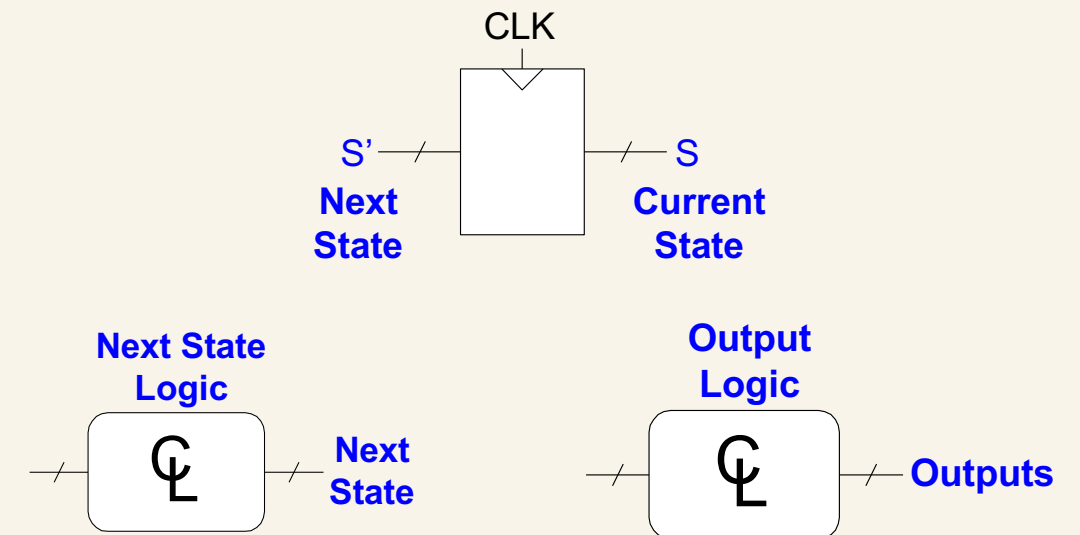 CLK
S’
S
Next
State
Current
State
Next State
Logic
Output
Logic
CL
Next
State
CL
Outputs